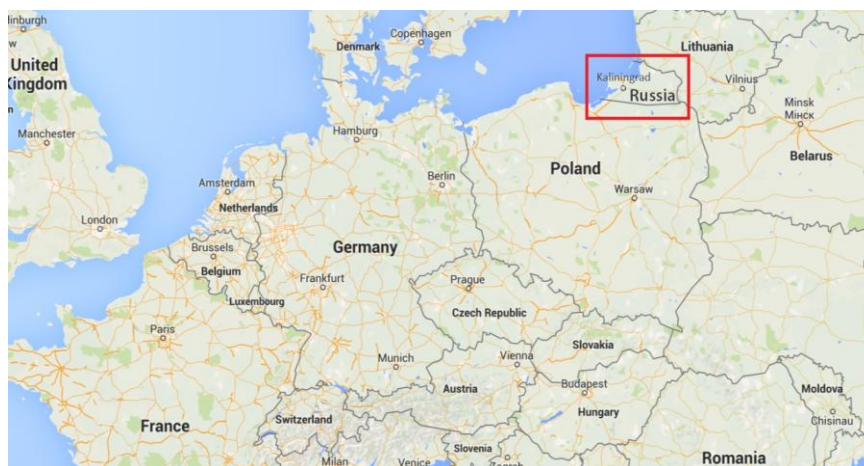 dinburgh
Copenhagen
Denmark
Lithuania
United
Kingdom
Kaliningrad
Russia
Vilnius
Minsk
Мінск
Manchester
Hamburg
Belarus
Poland
Amsterdam
Berlin
Netherlands
Warsaw
London
Brussels
Germany
Belgium
Frankfurt
Prague
Luxembourg
Czech Republic
Paris
Slovakia
Munich
Vienna
Budapest
Austria
Moldova
France
Switzerland
Hungary
Chisinau
Slovenia
Romania
Milan
Venice